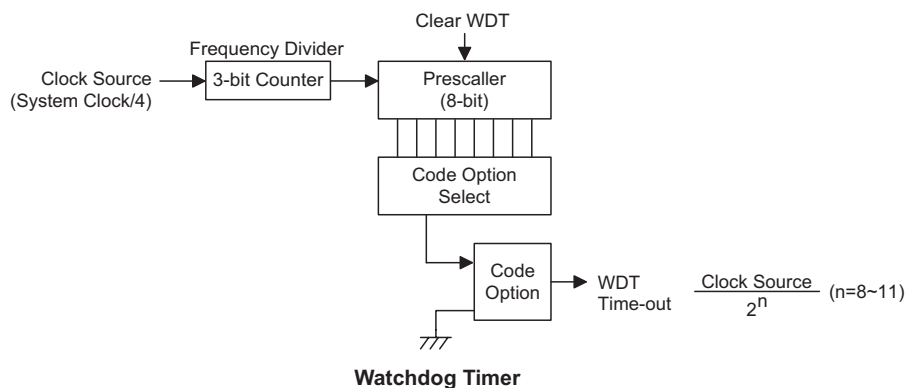 Clear WDT
Frequency Divider
Clock Source
(System Clock/4)
3-bit Counter
Prescaller
(8-bit)
Code Option
Select
Code
Option
WDT
Time-out
Clock Source
2^n
(n=8~11)
Watchdog Timer